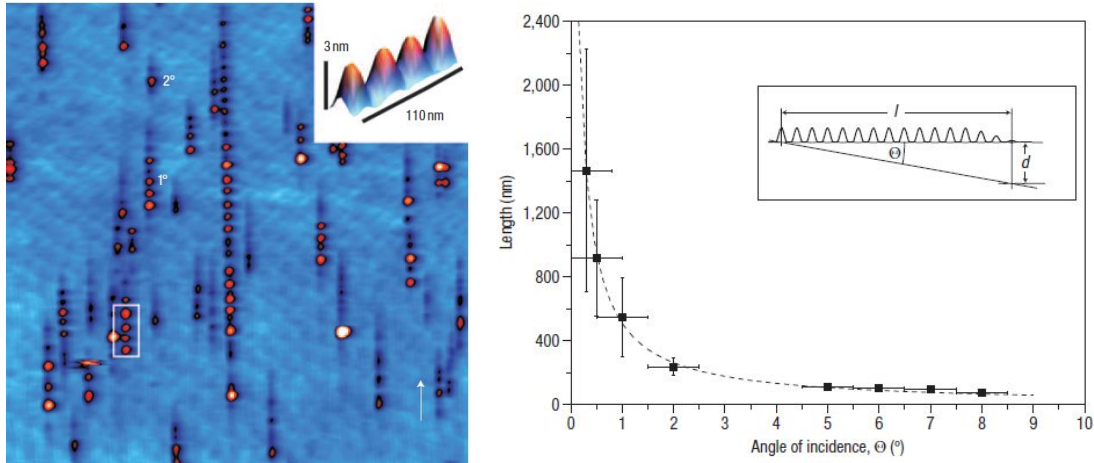 3 nm
110 nm
2°
1°
Length (nm)
2,400
2,000
1,600
1,200
800
400
0
0 1 2 3 4 5 6 7 8 9 10
Angle of incidence, Θ (°)
l
Θ
d